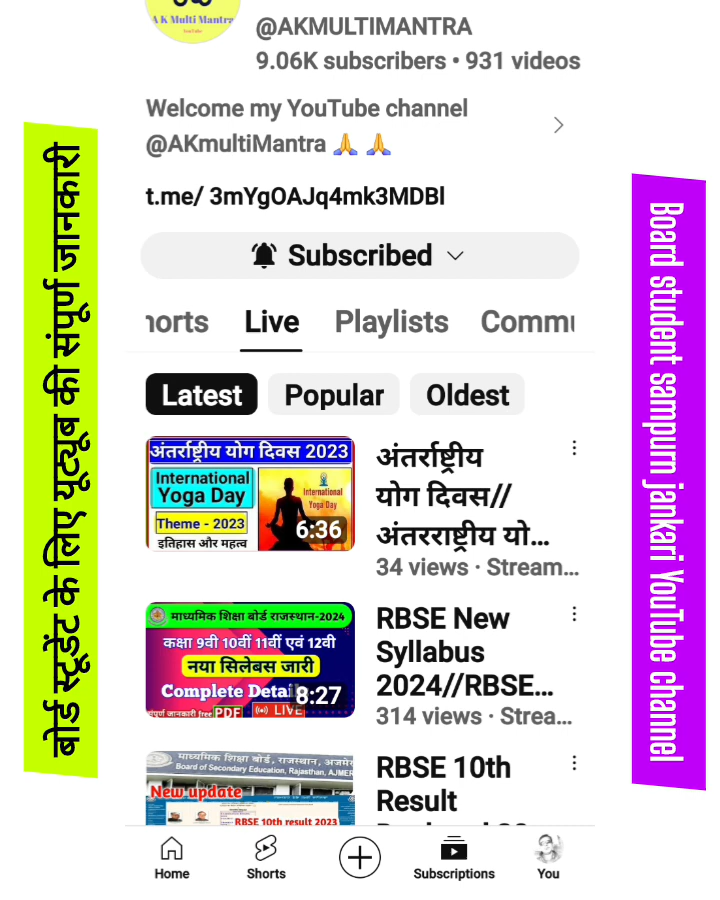 A K Multi Mantra
YouTube
@AKMULTIMANTRA
9.06K subscribers • 931 videos
Welcome my YouTube channel
@AKmultiMantra 🙏 🙏
t.me/ 3mYgOAJq4mk3MDBl
Subscribed
horts Live Playlists Commu
Latest Popular Oldest
अंतर्राष्ट्रीय योग दिवस 2023
International
Yoga Day
Theme - 2023
इतिहास और महत्व
International
Yoga Day
6:36
अंतर्राष्ट्रीय
योग दिवस//
अंतरराष्ट्रीय यो...
34 views · Stream...
माध्यमिक शिक्षा बोर्ड राजस्थान-2024
कक्षा 9वी 10वीं 11वीं एवं 12वी
नया सिलेबस जारी
Complete Detai
8:27
संपूर्ण जानकारी free PDF LIVE
RBSE New
Syllabus
2024//RBSE...
314 views · Strea...
माध्यमिक शिक्षा बोर्ड, राजस्थान, अजमे
Board of Secondary Education, Rajasthan, AJMER
New update
RBSE 10th result 2023
RBSE 10th
Result
Home Shorts Subscriptions You
बोर्ड स्टूडेंट के लिए यूट्यूब की संपूर्ण जानकारी
Board student sampurn jankari YouTube channel